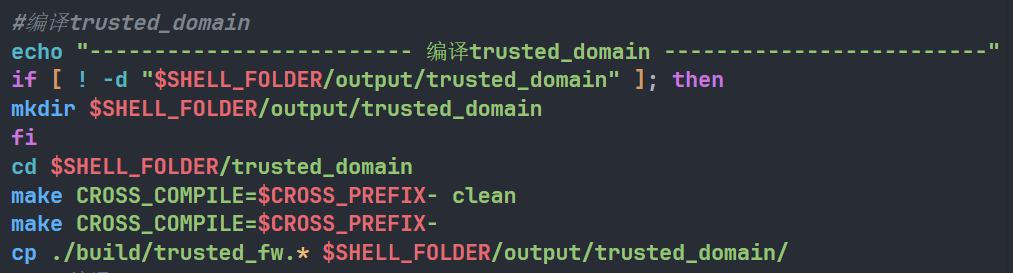 #编译trusted_domain
echo "------------------------- 编译trusted_domain -------------------------"
if [ ! -d "$SHELL_FOLDER/output/trusted_domain" ]; then
mkdir $SHELL_FOLDER/output/trusted_domain
fi
cd $SHELL_FOLDER/trusted_domain
make CROSS_COMPILE=$CROSS_PREFIX- clean
make CROSS_COMPILE=$CROSS_PREFIX-
cp ./build/trusted_fw.* $SHELL_FOLDER/output/trusted_domain/